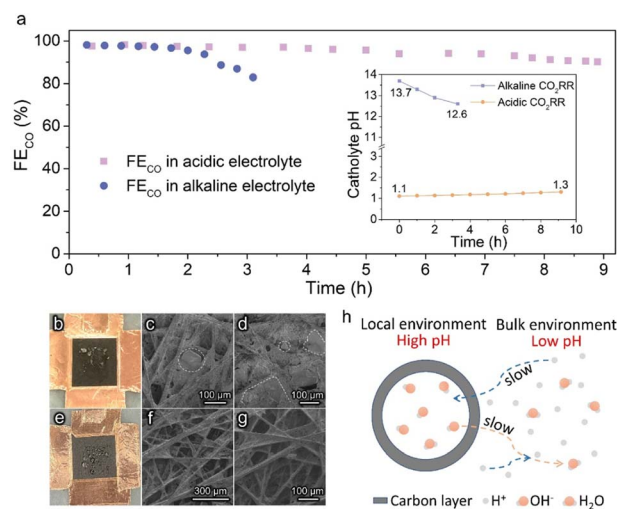 a
100
80
60
40
20
0
FE_CO (%)
FE_CO in acidic electrolyte
FE_CO in alkaline electrolyte
0 1 2 3 4 5 6 7 8 9
Time (h)
14
13
2
1
0
Catholyte pH
Alkaline CO₂RR
Acidic CO₂RR
13.7
12.6
1.1
1.3
0 2 4 6 8 10
Time (h)
b
c
100 μm
d
100 μm
e
f
300 μm
g
100 μm
h
Local environment
High pH
Bulk environment
Low pH
slow
slow
Carbon layer
H⁺
OH⁻
H₂O